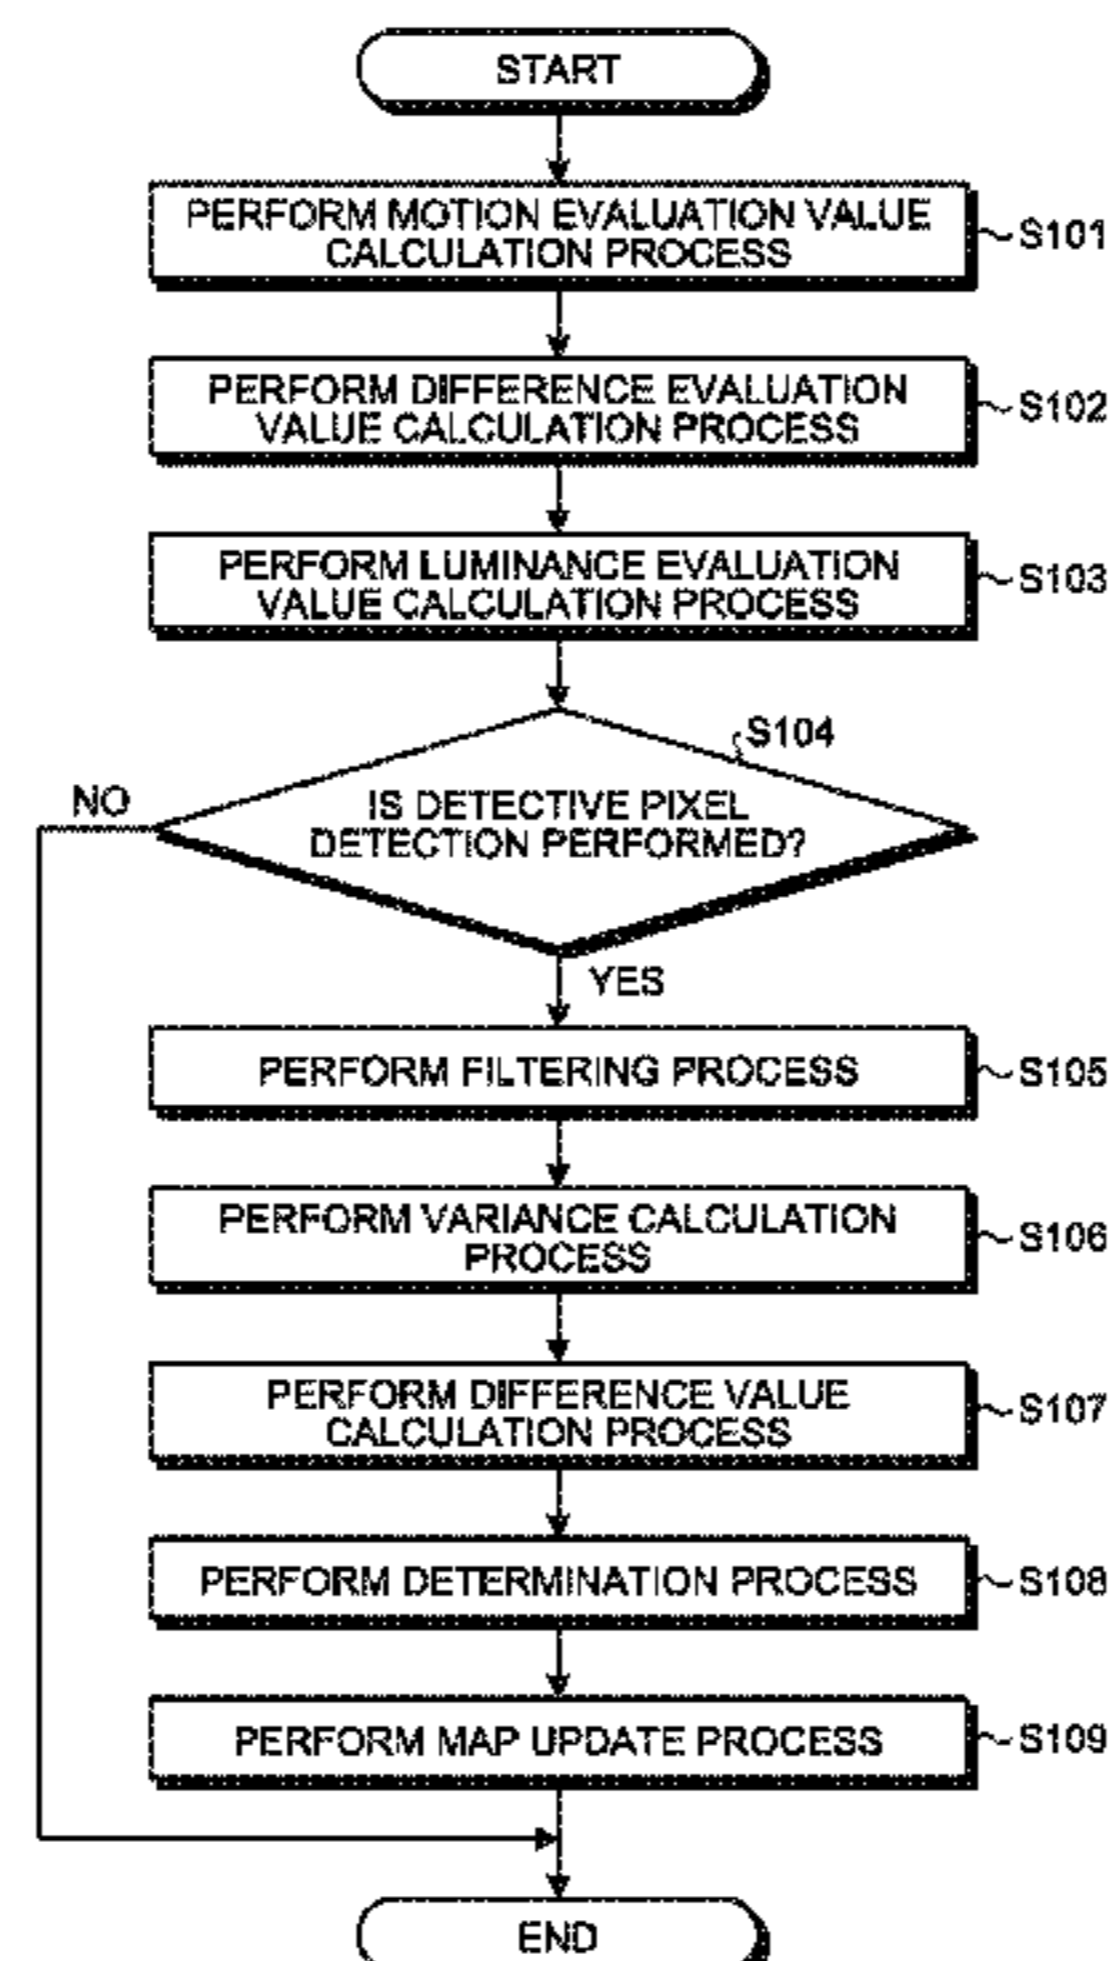 START
PERFORM MOTION EVALUATION VALUE
CALCULATION PROCESS
S101
PERFORM DIFFERENCE EVALUATION
VALUE CALCULATION PROCESS
S102
PERFORM LUMINANCE EVALUATION
VALUE CALCULATION PROCESS
S103
S104
NO
IS DETECTIVE PIXEL
DETECTION PERFORMED?
YES
PERFORM FILTERING PROCESS
S105
PERFORM VARIANCE CALCULATION
PROCESS
S106
PERFORM DIFFERENCE VALUE
CALCULATION PROCESS
S107
PERFORM DETERMINATION PROCESS
S108
PERFORM MAP UPDATE PROCESS
S109
END